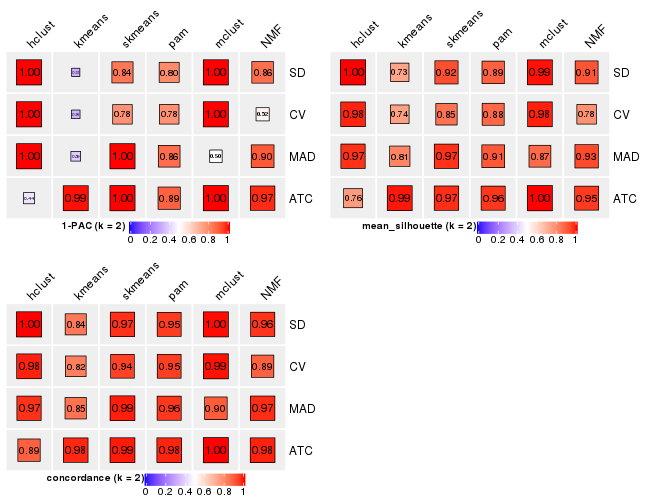 hclust kmeans skmeans pam mclust NMF
1.00 0.84 0.80 1.00 0.86 SD
1.00 0.78 0.78 1.00 0.52 CV
1.00 1.00 0.86 0.50 0.90 MAD
0.99 1.00 0.89 1.00 0.97 ATC
1-PAC (k = 2)
0 0.2 0.4 0.6 0.8 1
hclust kmeans skmeans pam mclust NMF
1.00 0.73 0.92 0.89 0.99 0.91 SD
0.98 0.74 0.85 0.88 0.98 0.78 CV
0.97 0.81 0.97 0.91 0.87 0.93 MAD
0.76 0.99 0.97 0.96 1.00 0.95 ATC
mean_silhouette (k = 2)
0 0.2 0.4 0.6 0.8 1
hclust kmeans skmeans pam mclust NMF
1.00 0.84 0.97 0.95 1.00 0.96 SD
0.98 0.82 0.94 0.95 0.99 0.89 CV
0.97 0.85 0.99 0.96 0.90 0.97 MAD
0.89 0.98 0.99 0.98 1.00 0.98 ATC
concordance (k = 2)
0 0.2 0.4 0.6 0.8 1